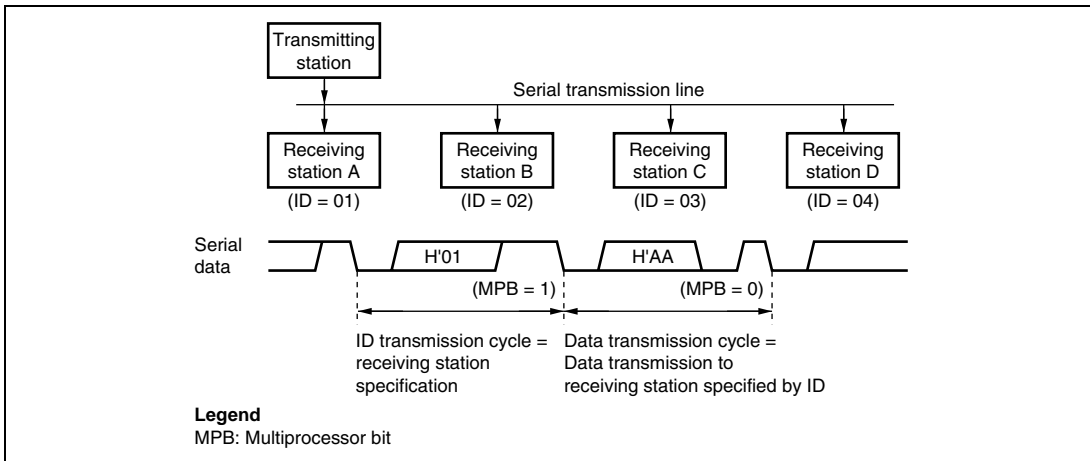 Transmitting
station
Serial transmission line
Receiving
station A
Receiving
station B
Receiving
station C
Receiving
station D
(ID = 01)
(ID = 02)
(ID = 03)
(ID = 04)
Serial
data
H'01
H'AA
(MPB = 1)
(MPB = 0)
ID transmission cycle =
receiving station
specification
Data transmission cycle =
Data transmission to
receiving station specified by ID
Legend
MPB: Multiprocessor bit